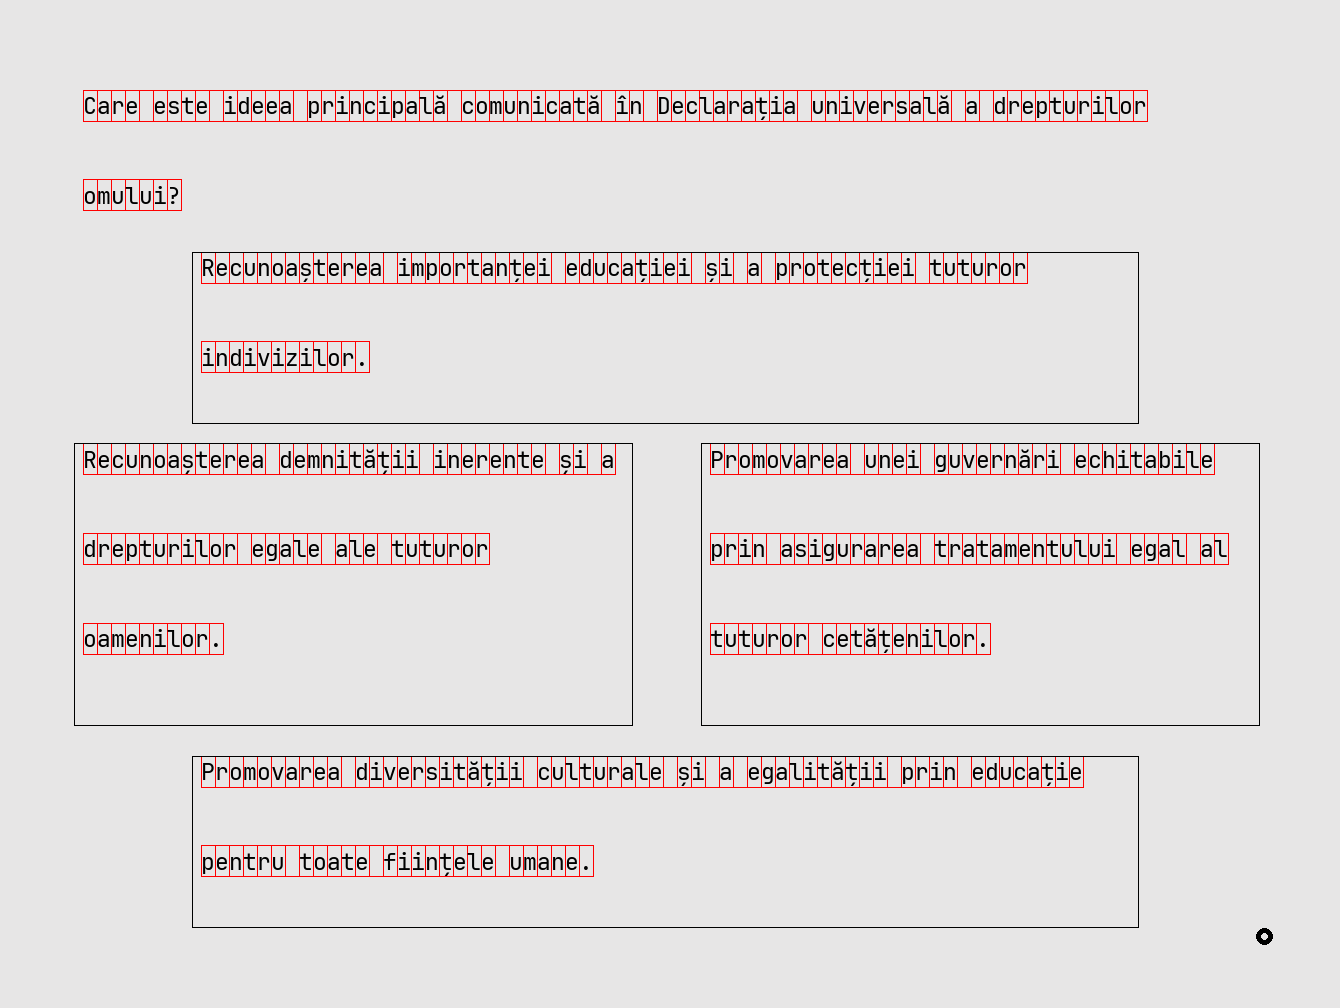 Care este ideea principală comunicată în Declarația universală a drepturilor
omului?
Recunoașterea importanței educației și a protecției tuturor
indivizilor.
Recunoașterea demnității inerente și a
drepturilor egale ale tuturor
oamenilor.
Promovarea unei guvernări echitabile
prin asigurarea tratamentului egal al
tuturor cetățenilor.
Promovarea diversității culturale și a egalității prin educație
pentru toate ființele umane.